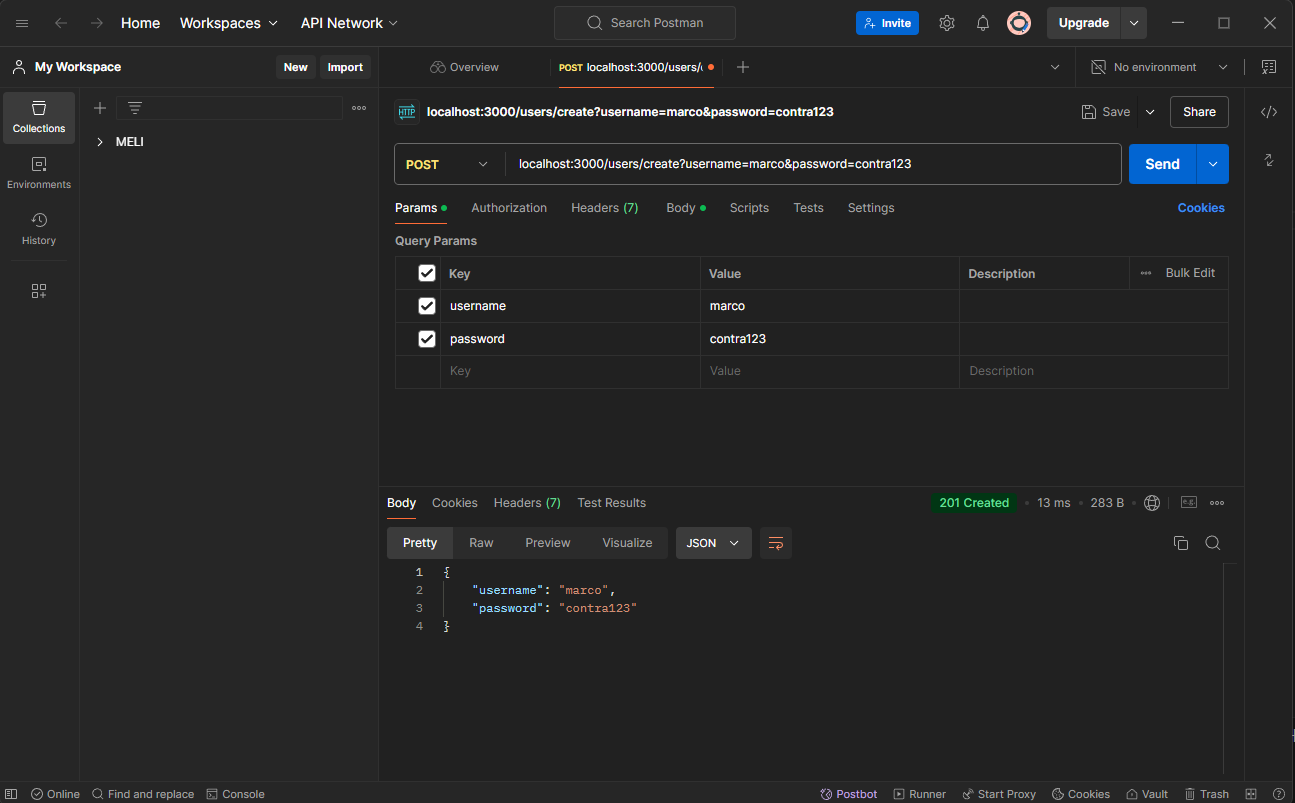 Home Workspaces API Network Search Postman Invite Upgrade
My Workspace New Import Overview POST localhost:3000/users/ No environment
Collections
Environments
History
MELI
HTTP localhost:3000/users/create?username=marco&password=contra123 Save Share
POST localhost:3000/users/create?username=marco&password=contra123 Send
Params Authorization Headers (7) Body Scripts Tests Settings Cookies
Query Params
Key Value Description Bulk Edit
username marco
password contra123
Key Value Description
Body Cookies Headers (7) Test Results 201 Created 13 ms 283 B e.g.
Pretty Raw Preview Visualize JSON
1 {
2 "username": "marco",
3 "password": "contra123"
4 }
Online Find and replace Console Postbot Runner Start Proxy Cookies Vault Trash